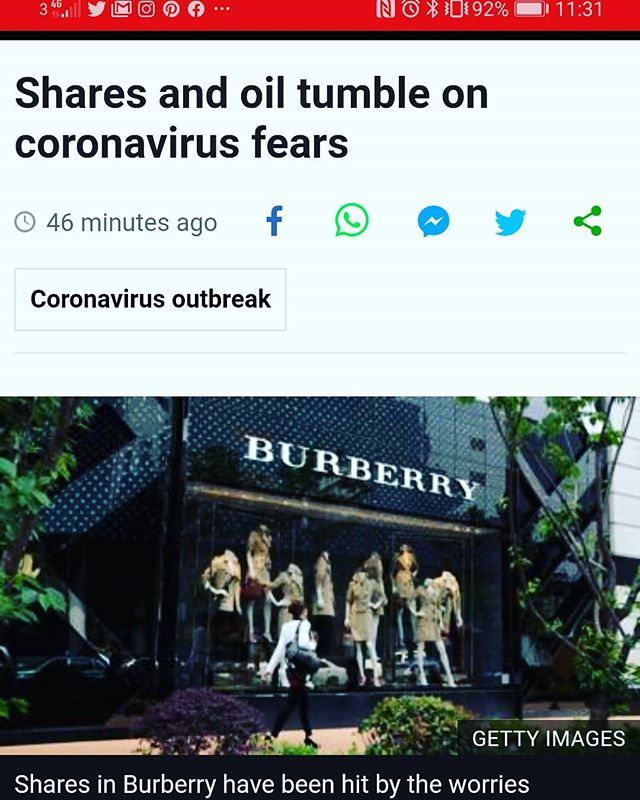 3 4G ... 92% 11:31
Shares and oil tumble on
coronavirus fears
46 minutes ago
Coronavirus outbreak
BURBERRY
GETTY IMAGES
Shares in Burberry have been hit by the worries